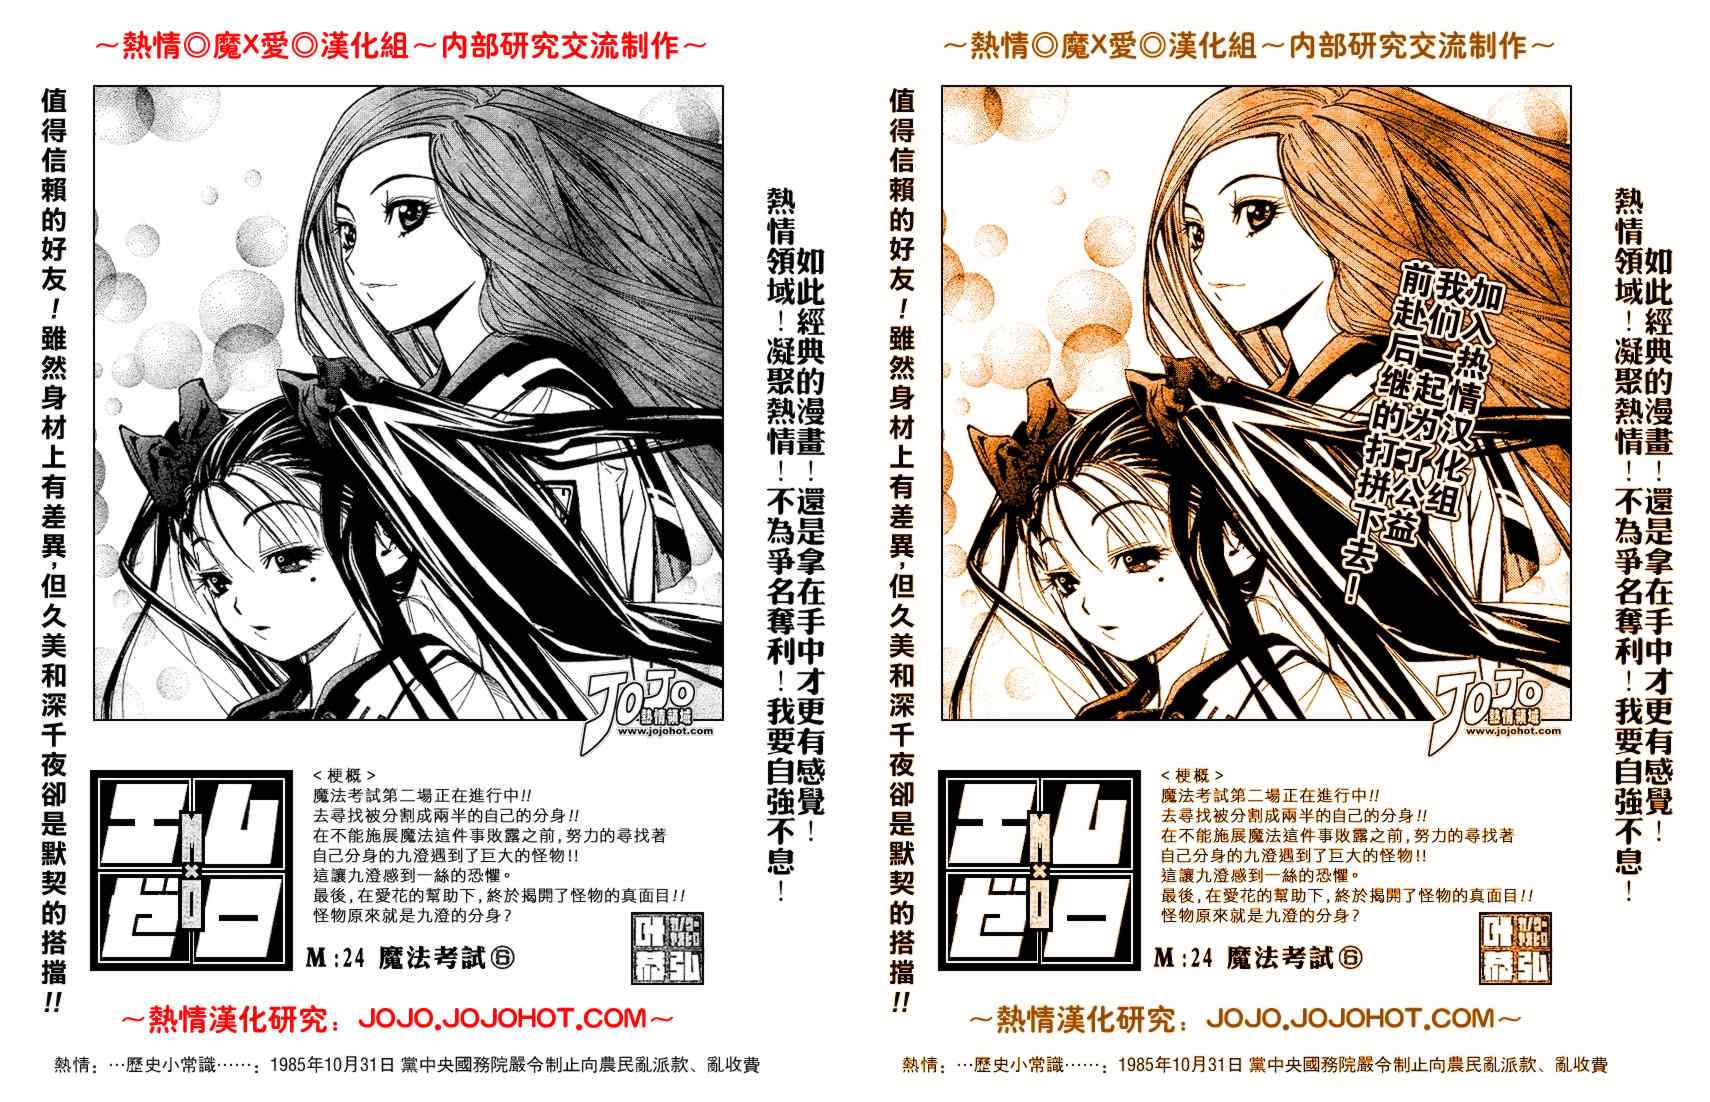 ～熱情◎魔X愛◎漢化組～内部研究交流制作～
值得信賴的好友！雖然身材上有差異，但久美和深千夜卻是默契的搭擋!!
如此經典的漫畫！還是拿在手中才更有感覺！
熱情領域！凝聚熱情！不為爭名奪利！我要自強不息！
JOJO
熱情領域
www.jojohot.com
エム
ゼロ
M×0
<梗概>
魔法考試第二場正在進行中!!
去尋找被分割成兩半的自己的分身!!
在不能施展魔法這件事敗露之前,努力的尋找著
自己分身的九澄遇到了巨大的怪物!!
這讓九澄感到一絲的恐懼。
最後,在愛花的幫助下,終於揭開了怪物的真面目!!
怪物原來就是九澄的分身?
M:24 魔法考試⑥
～熱情漢化研究：JOJO.JOJOHOT.COM～
熱情：…歷史小常識……：1985年10月31日 黨中央國務院嚴令制止向農民亂派款、亂收費
～熱情◎魔X愛◎漢化組～内部研究交流制作～
值得信賴的好友！雖然身材上有差異，但久美和深千夜卻是默契的搭擋!!
如此經典的漫畫！還是拿在手中才更有感覺！
熱情領域！凝聚熱情！不為爭名奪利！我要自強不息！
加入热情汉化组
我们一起为了公益
前赴后继的打拼下去！
JOJO
熱情領域
www.jojohot.com
エム
ゼロ
M×0
<梗概>
魔法考試第二場正在進行中!!
去尋找被分割成兩半的自己的分身!!
在不能施展魔法這件事敗露之前,努力的尋找著
自己分身的九澄遇到了巨大的怪物!!
這讓九澄感到一絲的恐懼。
最後,在愛花的幫助下,終於揭開了怪物的真面目!!
怪物原來就是九澄的分身?
M:24 魔法考試⑥
～熱情漢化研究：JOJO.JOJOHOT.COM～
熱情：…歷史小常識……：1985年10月31日 黨中央國務院嚴令制止向農民亂派款、亂收費